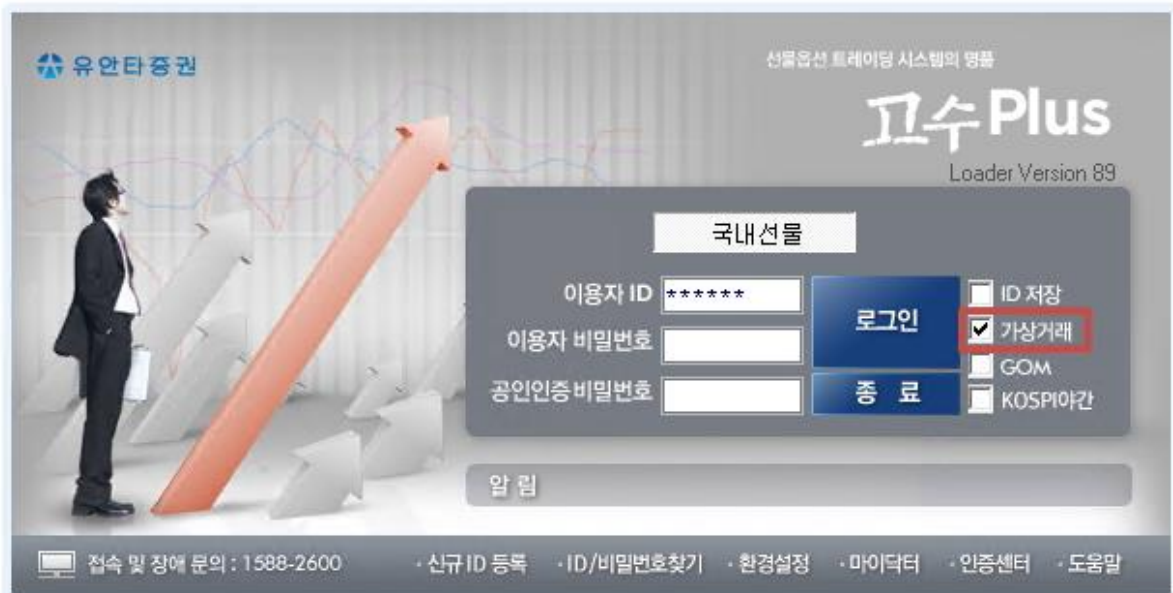 유안타증권
선물옵션 트레이딩 시스템의 명품
고수 Plus
Loader Version 89
국내선물
이용자 ID ******
이용자 비밀번호
공인인증 비밀번호
로그인
종 료
ID 저장
가상거래
GOM
KOSPI야간
알 림
접속 및 장애 문의 : 1588-2600 · 신규 ID 등록 · ID/비밀번호찾기 · 환경설정 · 마이닥터 · 인증센터 · 도움말